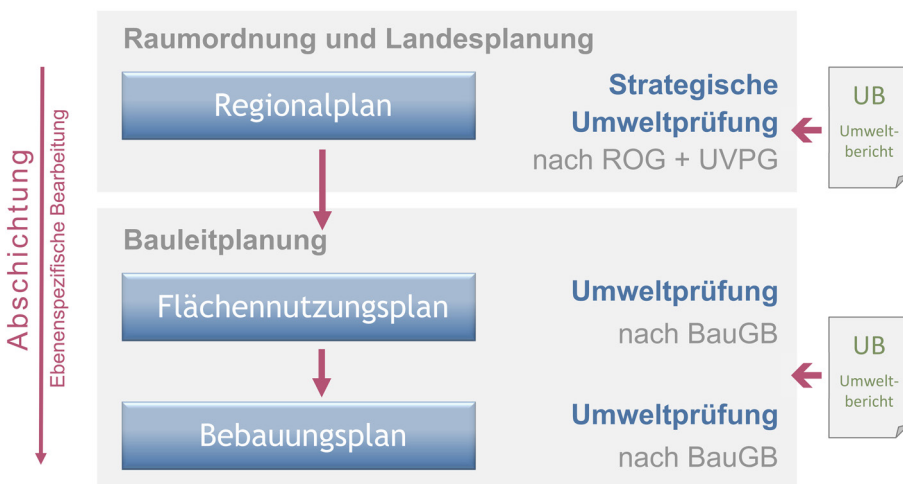 Raumordnung und Landesplanung
Regionalplan
Strategische
Umweltprüfung
nach ROG + UVPG
UB
Umwelt-
bericht
Abschichtung
Ebenenspezifische Bearbeitung
Bauleitplanung
Flächennutzungsplan
Umweltprüfung
nach BauGB
UB
Umwelt-
bericht
Bebauungsplan
Umweltprüfung
nach BauGB